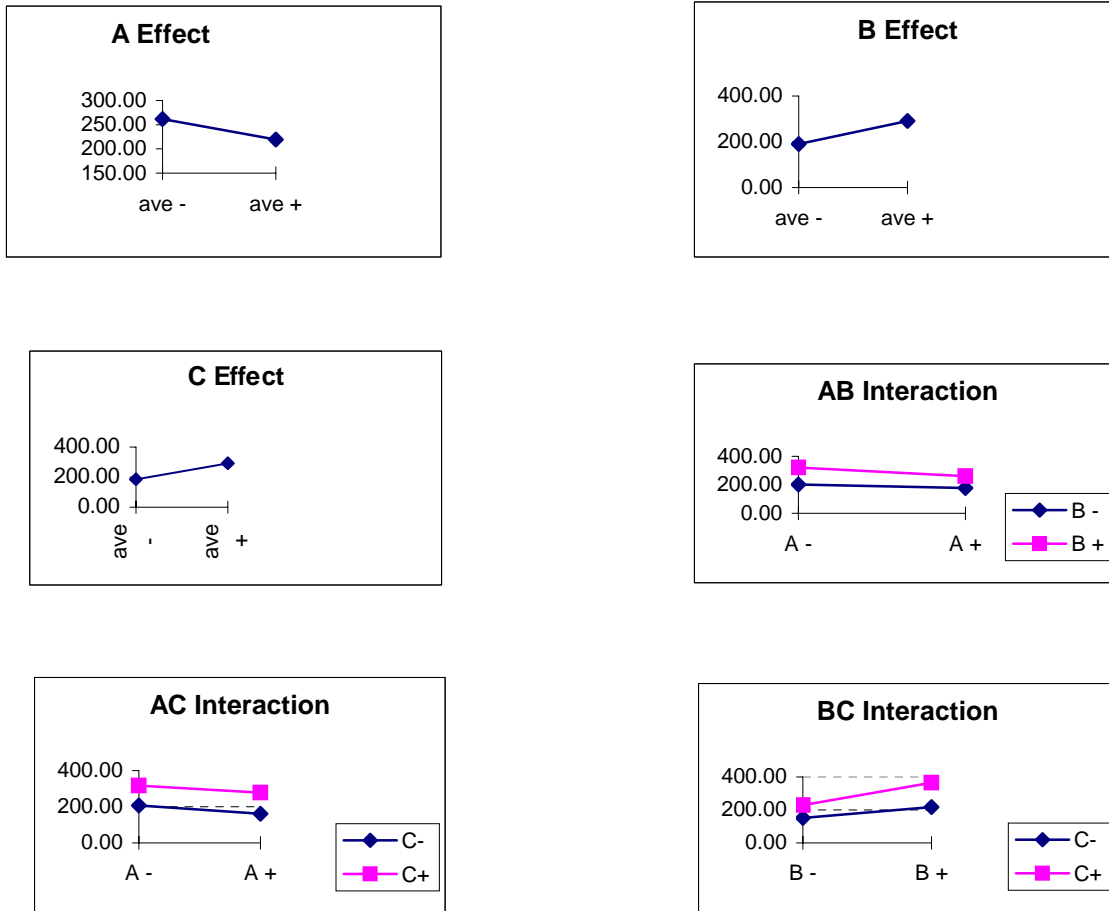 A Effect
300.00
250.00
200.00
150.00
ave -
ave +
B Effect
400.00
200.00
0.00
ave -
ave +
C Effect
400.00
200.00
0.00
ave -
ave +
AB Interaction
400.00
200.00
0.00
A -
A +
B -
B +
AC Interaction
400.00
200.00
0.00
A -
A +
C-
C+
BC Interaction
400.00
200.00
0.00
B -
B +
C-
C+